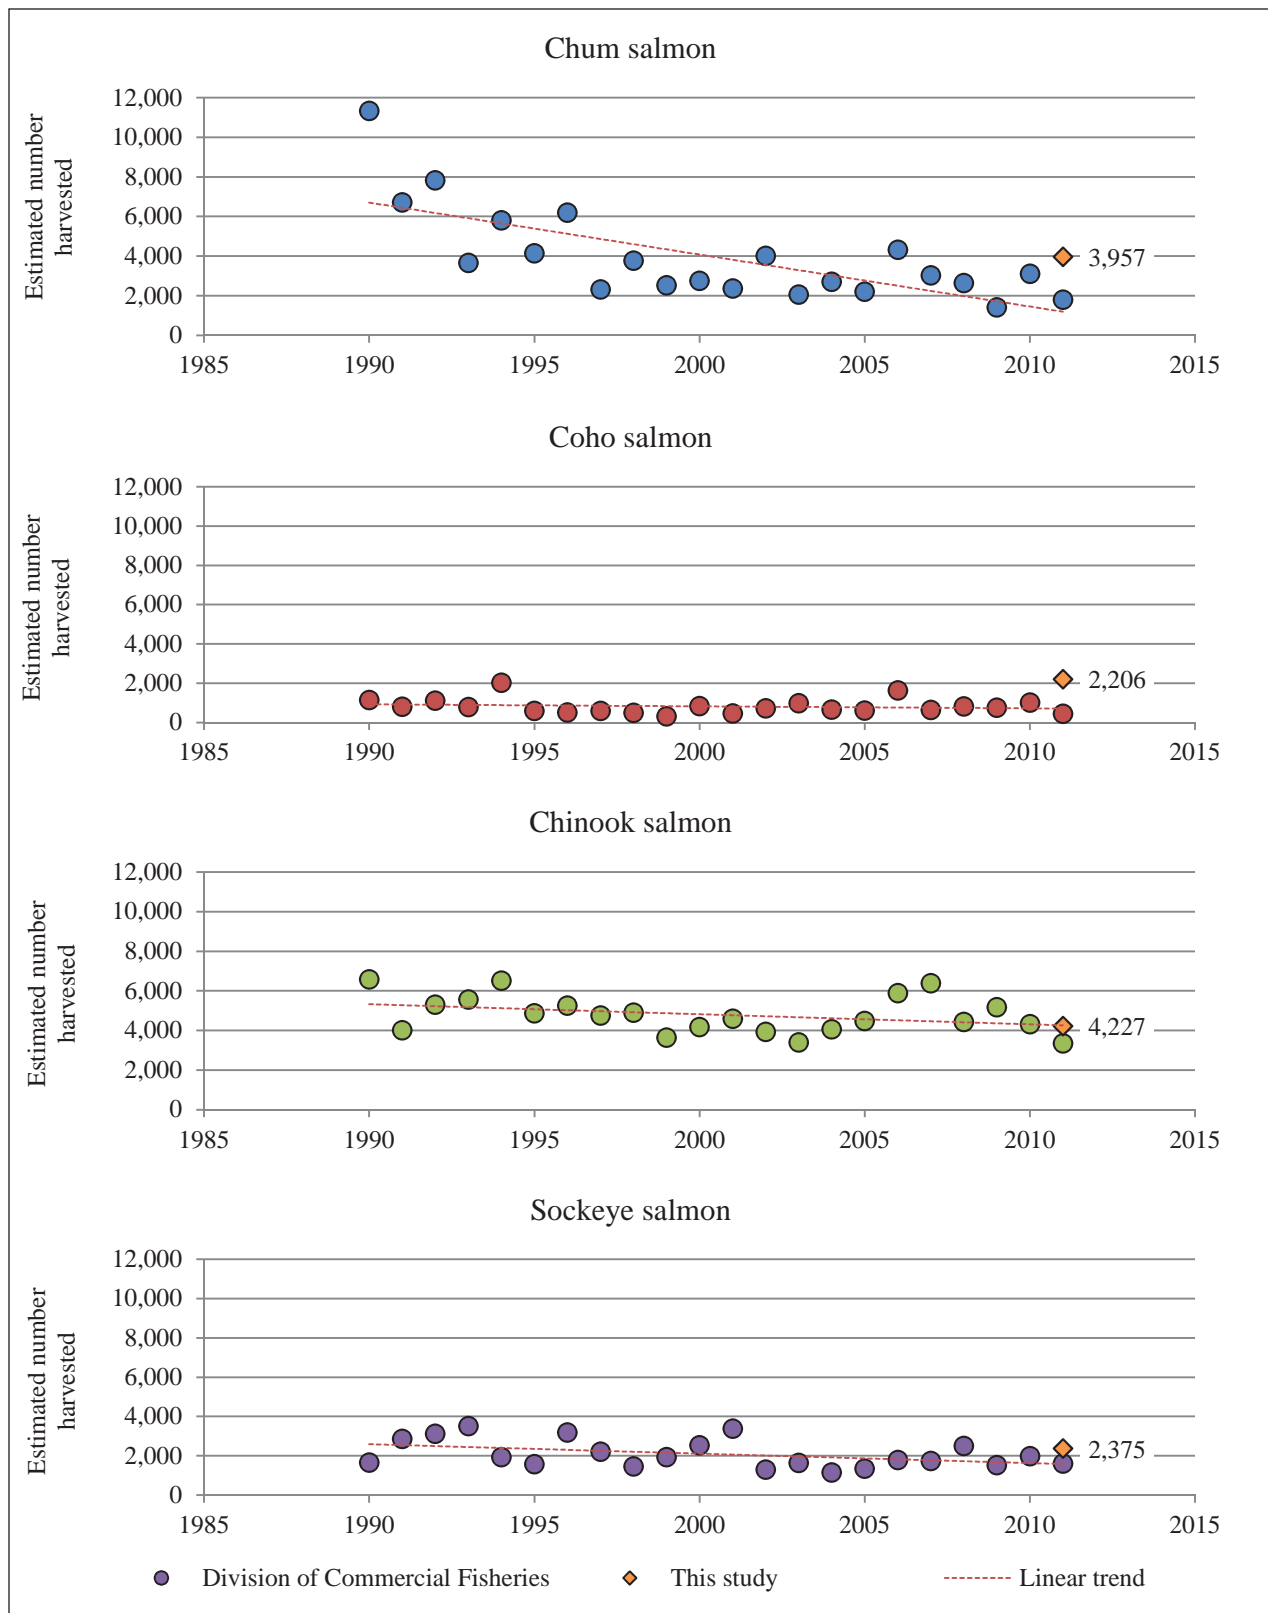 Chum salmon
Estimated number
harvested
12,000
10,000
8,000
6,000
4,000
2,000
0
3,957
1985 1990 1995 2000 2005 2010 2015
Coho salmon
Estimated number
harvested
12,000
10,000
8,000
6,000
4,000
2,000
0
2,206
1985 1990 1995 2000 2005 2010 2015
Chinook salmon
Estimated number
harvested
12,000
10,000
8,000
6,000
4,000
2,000
0
4,227
1985 1990 1995 2000 2005 2010 2015
Sockeye salmon
Estimated number
harvested
12,000
10,000
8,000
6,000
4,000
2,000
0
2,375
1985 1990 1995 2000 2005 2010 2015
Division of Commercial Fisheries This study Linear trend